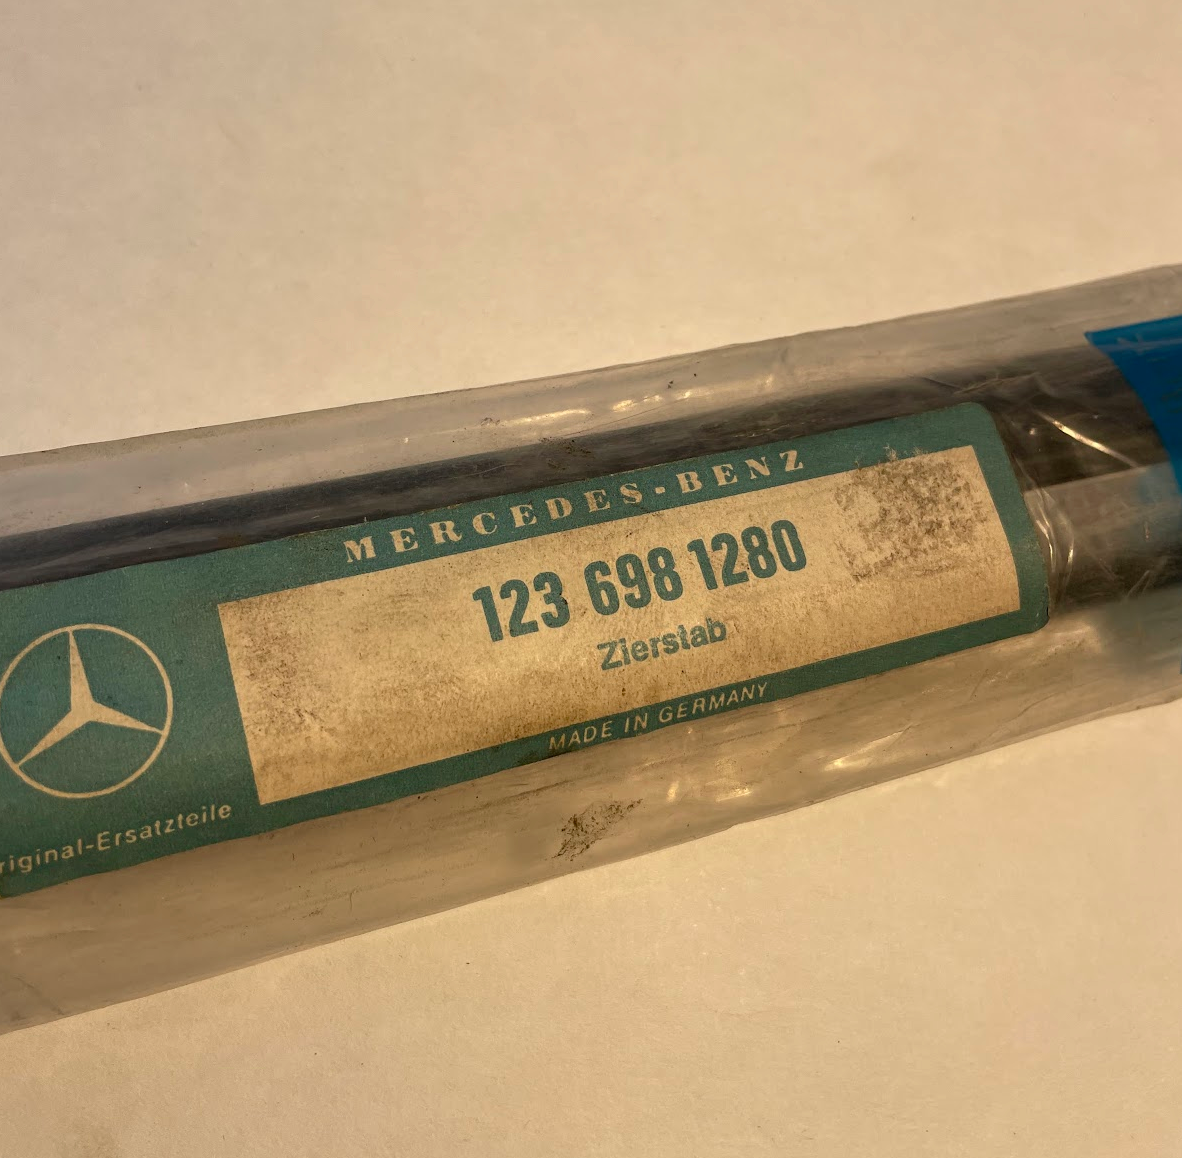 MERCEDES-BENZ
123 698 1280
Zierstab
MADE IN GERMANY
riginal-Ersatzteile